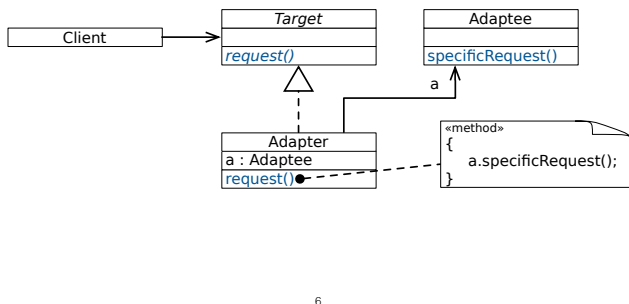 Target
Adaptee
Client
request()
specificRequest()
a
Adapter
a : Adaptee
request()
«method»
{
a.specificRequest();
}
6